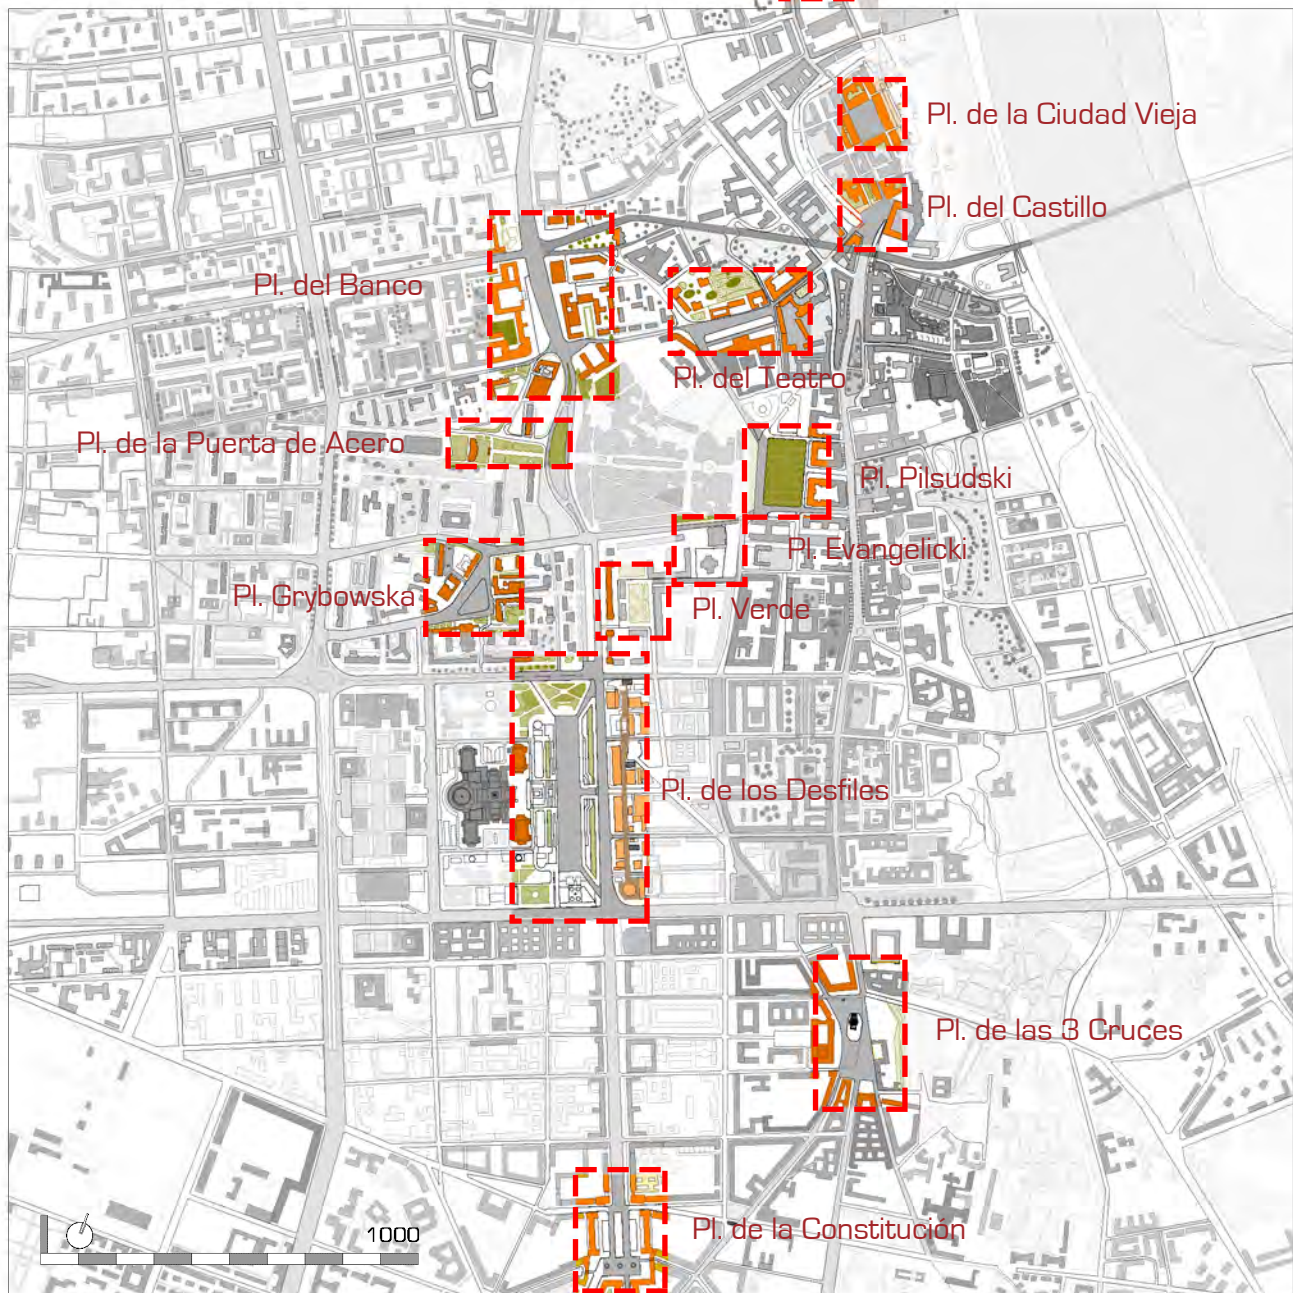 Pl. de la Ciudad Vieja
Pl. del Castillo
Pl. del Banco
Pl. del Teatro
Pl. de la Puerta de Acero
Pl. Pilsudski
Pl. Evangelicki
Pl. Grybowska
Pl. Verde
Pl. de los Desfiles
Pl. de las 3 Cruces
Pl. de la Constitución
1000